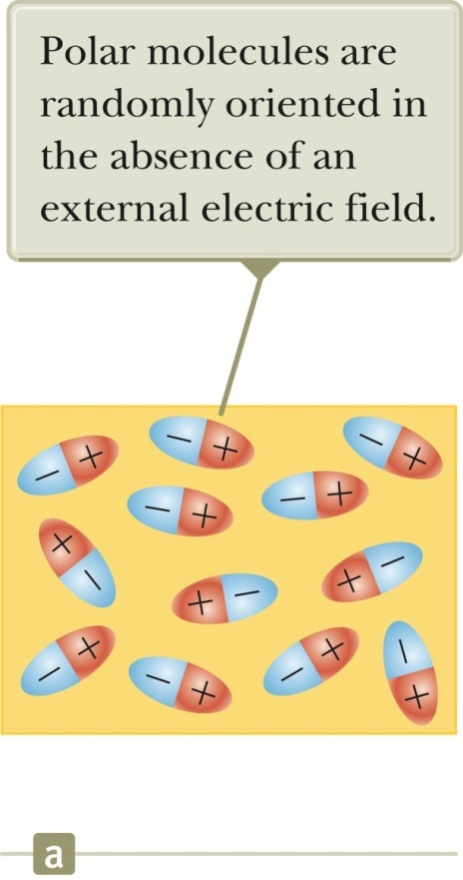 Polar molecules are
randomly oriented in
the absence of an
external electric field.
− + − + − +
− + − + + −
+ − + −
− + − + − + − +
a